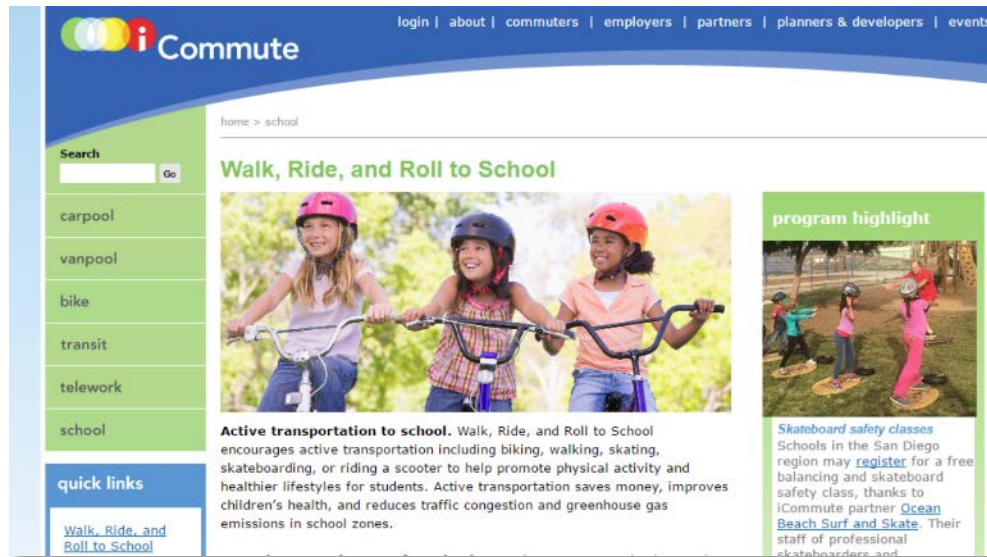 iCommute
login | about | commuters | employers | partners | planners & developers | events
home > school
Search
Go
carpool
vanpool
bike
transit
telework
school
quick links
Walk, Ride, and
Roll to School
Walk, Ride, and Roll to School
Active transportation to school. Walk, Ride, and Roll to School
encourages active transportation including biking, walking, skating,
skateboarding, or riding a scooter to help promote physical activity and
healthier lifestyles for students. Active transportation saves money, improves
children's health, and reduces traffic congestion and greenhouse gas
emissions in school zones.
program highlight
Skateboard safety classes
Schools in the San Diego
region may register for a free
balancing and skateboard
safety class, thanks to
iCommute partner Ocean
Beach Surf and Skate. Their
staff of professional
skateboarders and